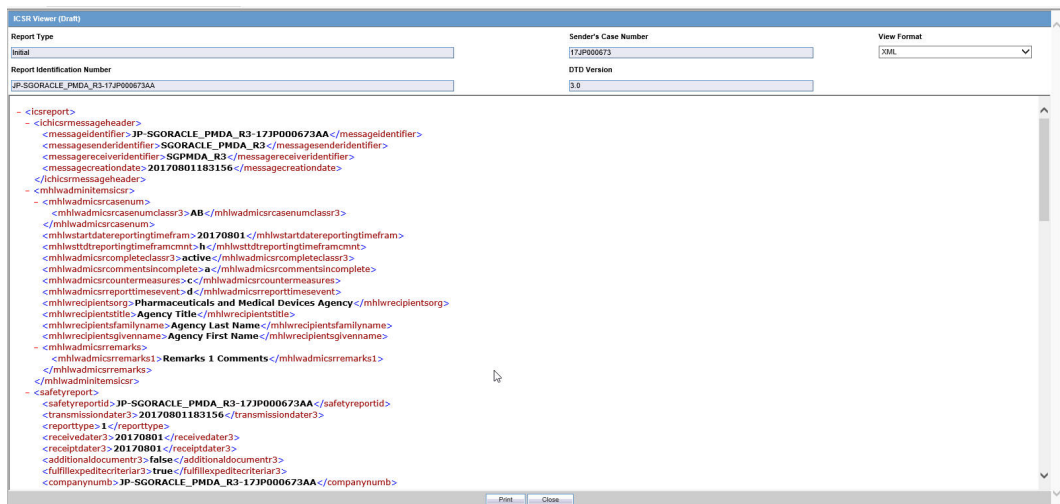 ICSR Viewer (Draft)
Report Type
Sender's Case Number
View Format
Initial
17JP000673
XML
Report Identification Number
DTD Version
JP-SGORACLE_PMDA_R3-17JP000673AA
3.0
– <icsreport>
– <ichicsrmessageheader>
<messageidentifier>JP-SGORACLE_PMDA_R3-17JP000673AA</messageidentifier>
<messagesenderidentifier>SGORACLE_PMDA_R3</messagesenderidentifier>
<messagereceiveridentifier>SGPMDA_R3</messagereceiveridentifier>
<messagecreationdate>20170801183156</messagecreationdate>
</ichicsrmessageheader>
– <mhlwadminitemsicsr>
– <mhlwadmicsrcasenum>
<mhlwadmicsrcasenumclassr3>AB</mhlwadmicsrcasenumclassr3>
</mhlwadmicsrcasenum>
<mhlwstartdatereportingtimefram>20170801</mhlwstartdatereportingtimefram>
<mhlwsttdtreportingtimeframcmnt>h</mhlwsttdtreportingtimeframcmnt>
<mhlwadmicsrcompleteclassr3>active</mhlwadmicsrcompleteclassr3>
<mhlwadmicsrcommentsincomplete>a</mhlwadmicsrcommentsincomplete>
<mhlwadmicsrcountermeasures>c</mhlwadmicsrcountermeasures>
<mhlwadmicsrreporttimesevent>d</mhlwadmicsrreporttimesevent>
<mhlwrecipientsorg>Pharmaceuticals and Medical Devices Agency</mhlwrecipientsorg>
<mhlwrecipientstitle>Agency Title</mhlwrecipientstitle>
<mhlwrecipientsfamilyname>Agency Last Name</mhlwrecipientsfamilyname>
<mhlwrecipientsgivenname>Agency First Name</mhlwrecipientsgivenname>
– <mhlwadmicsrremarks>
<mhlwadmicsrremarks1>Remarks 1 Comments</mhlwadmicsrremarks1>
</mhlwadmicsrremarks>
</mhlwadminitemsicsr>
– <safetyreport>
<safetyreportid>JP-SGORACLE_PMDA_R3-17JP000673AA</safetyreportid>
<transmissiondater3>20170801183156</transmissiondater3>
<reporttype>1</reporttype>
<receivedater3>20170801</receivedater3>
<receiptdater3>20170801</receiptdater3>
<additionaldocumentr3>false</additionaldocumentr3>
<fulfillexpeditecriteriar3>true</fulfillexpeditecriteriar3>
<companynumb>JP-SGORACLE_PMDA_R3-17JP000673AA</companynumb>
Print
Close